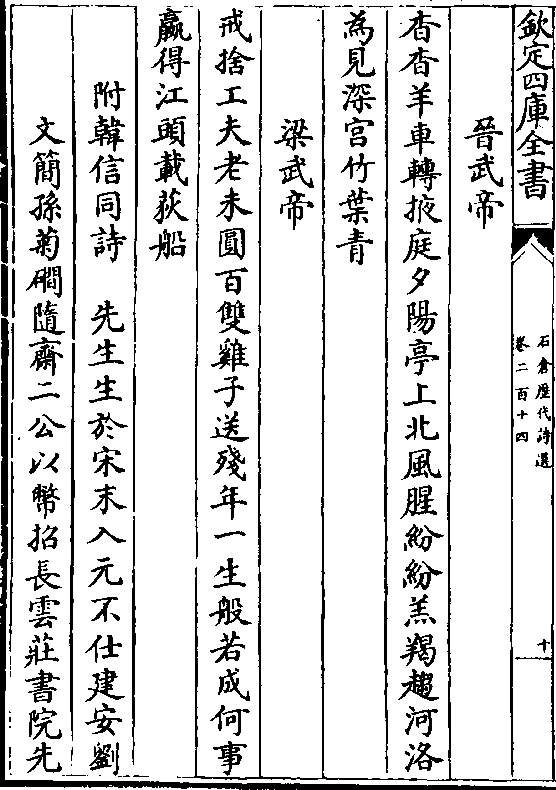 欽定四庫全書
石倉歷代詩選
卷二百十四
十
晉武帝
杳杳羊車轉掖庭夕陽亭上北風腥紛紛羔羯趨河洛
為見深宮竹葉青
梁武帝
戒捨工夫老未圓百雙雞子送殘年一生般若成何事
贏得江頭載荻船
附韓信同詩　先生生於宋末入元不仕建安劉
文簡孫菊磵隨齋二公以幣招長雲莊書院先